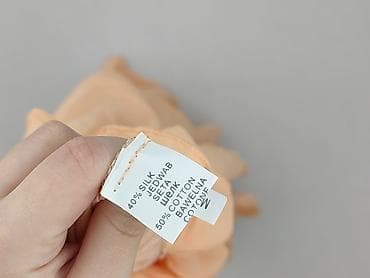 40% SILK
JEDWAB
SETA
шелк
50% COTTON
BAWEŁNA
COTONE